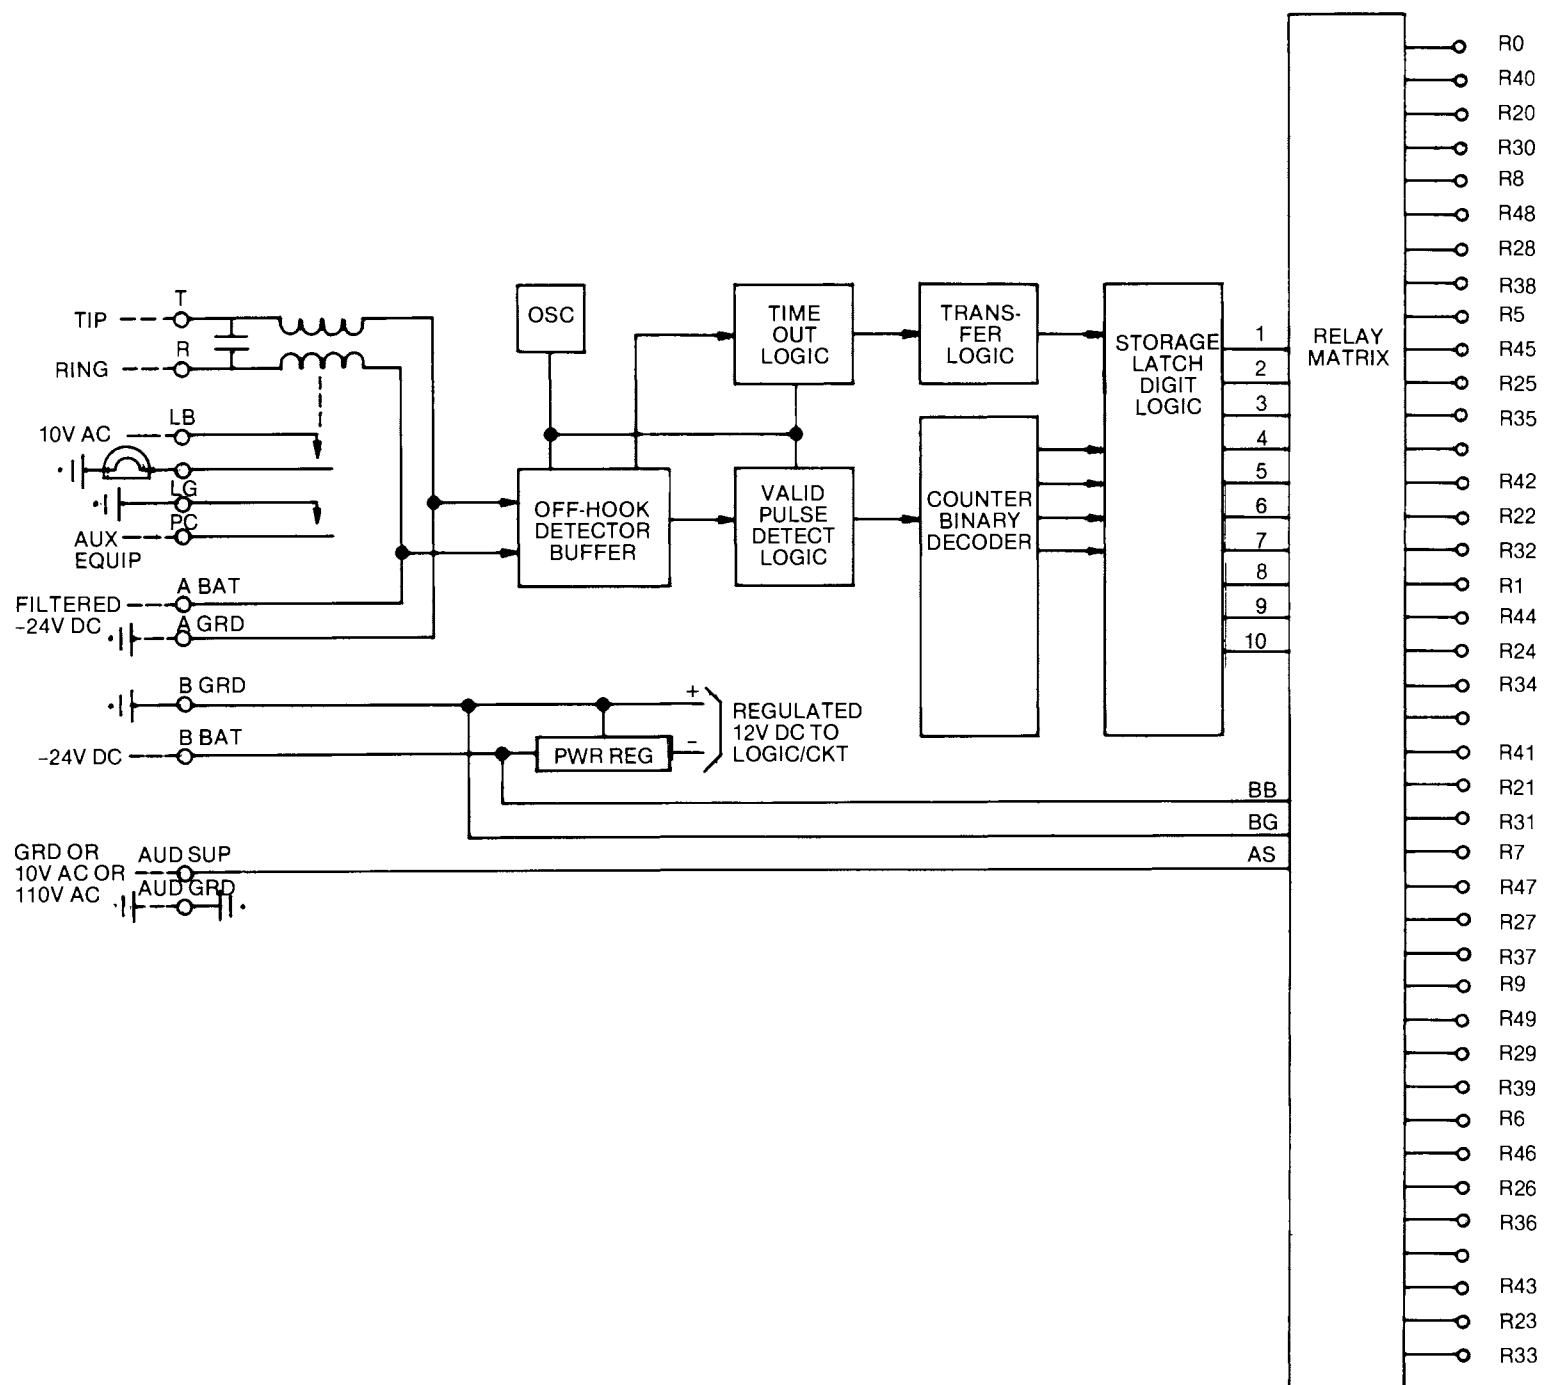 T
TIP
R
RING
LB
10V AC
LG
PC
AUX
EQUIP
A BAT
FILTERED
-24V DC
A GRD
B GRD
B BAT
-24V DC
GRD OR
10V AC OR
110V AC
AUD SUP
AUD GRD
OSC
OFF-HOOK
DETECTOR
BUFFER
TIME
OUT
LOGIC
VALID
PULSE
DETECT
LOGIC
TRANS-
FER
LOGIC
COUNTER
BINARY
DECODER
STORAGE
LATCH
DIGIT
LOGIC
PWR REG
+
-
REGULATED
12V DC TO
LOGIC/CKT
1
2
3
4
5
6
7
8
9
10
BB
BG
AS
RELAY
MATRIX
R0
R40
R20
R30
R8
R48
R28
R38
R5
R45
R25
R35
R42
R22
R32
R1
R44
R24
R34
R41
R21
R31
R7
R47
R27
R37
R9
R49
R29
R39
R6
R46
R26
R36
R43
R23
R33